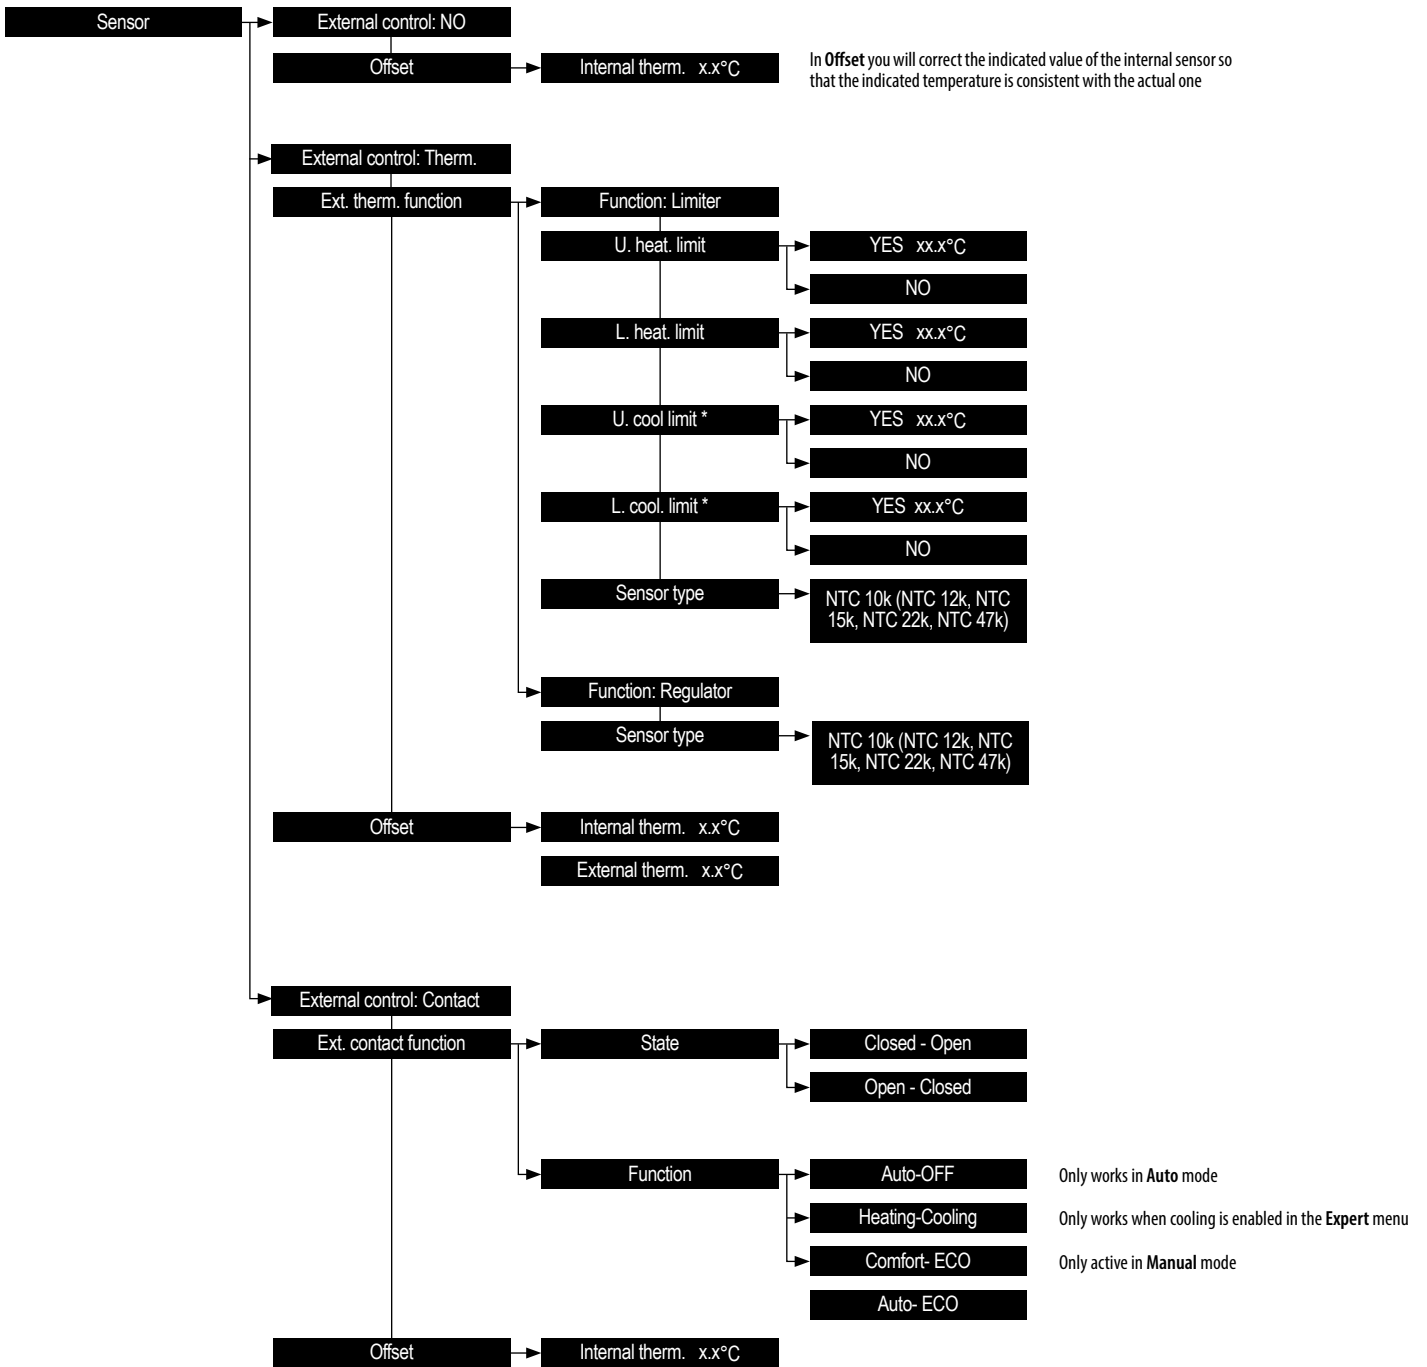 Sensor
External control: NO
Offset
Internal therm. x.x°C
In Offset you will correct the indicated value of the internal sensor so
that the indicated temperature is consistent with the actual one
External control: Therm.
Ext. therm. function
Function: Limiter
U. heat. limit
YES xx.x°C
NO
L. heat. limit
YES xx.x°C
NO
U. cool limit *
YES xx.x°C
NO
L. cool. limit *
YES xx.x°C
NO
Sensor type
NTC 10k (NTC 12k, NTC
15k, NTC 22k, NTC 47k)
Function: Regulator
Sensor type
NTC 10k (NTC 12k, NTC
15k, NTC 22k, NTC 47k)
Offset
Internal therm. x.x°C
External therm. x.x°C
External control: Contact
Ext. contact function
State
Closed - Open
Open - Closed
Function
Auto-OFF
Only works in Auto mode
Heating-Cooling
Only works when cooling is enabled in the Expert menu
Comfort- ECO
Only active in Manual mode
Auto- ECO
Offset
Internal therm. x.x°C